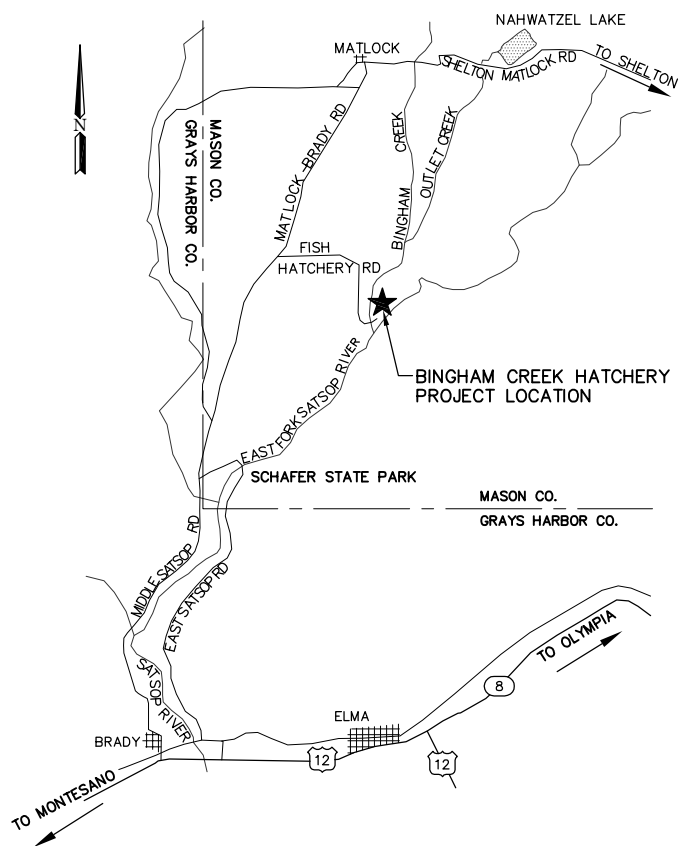 NAHWATZEL LAKE
MATLOCK
TO SHELTON
SHELTON MATLOCK RD
N
MASON CO.
GRAYS HARBOR CO.
MATLOCK-BRADY RD
CREEK
BINGHAM
OUTLET CREEK
FISH
HATCHERY RD
BINGHAM CREEK HATCHERY
PROJECT LOCATION
EAST FORK SATSOP RIVER
SCHAFER STATE PARK
MASON CO.
GRAYS HARBOR CO.
MIDDLE SATSOP RD
EAST SATSOP RD
SATSOP RIVER
TO OLYMPIA
8
ELMA
BRADY
12
12
TO MONTESANO